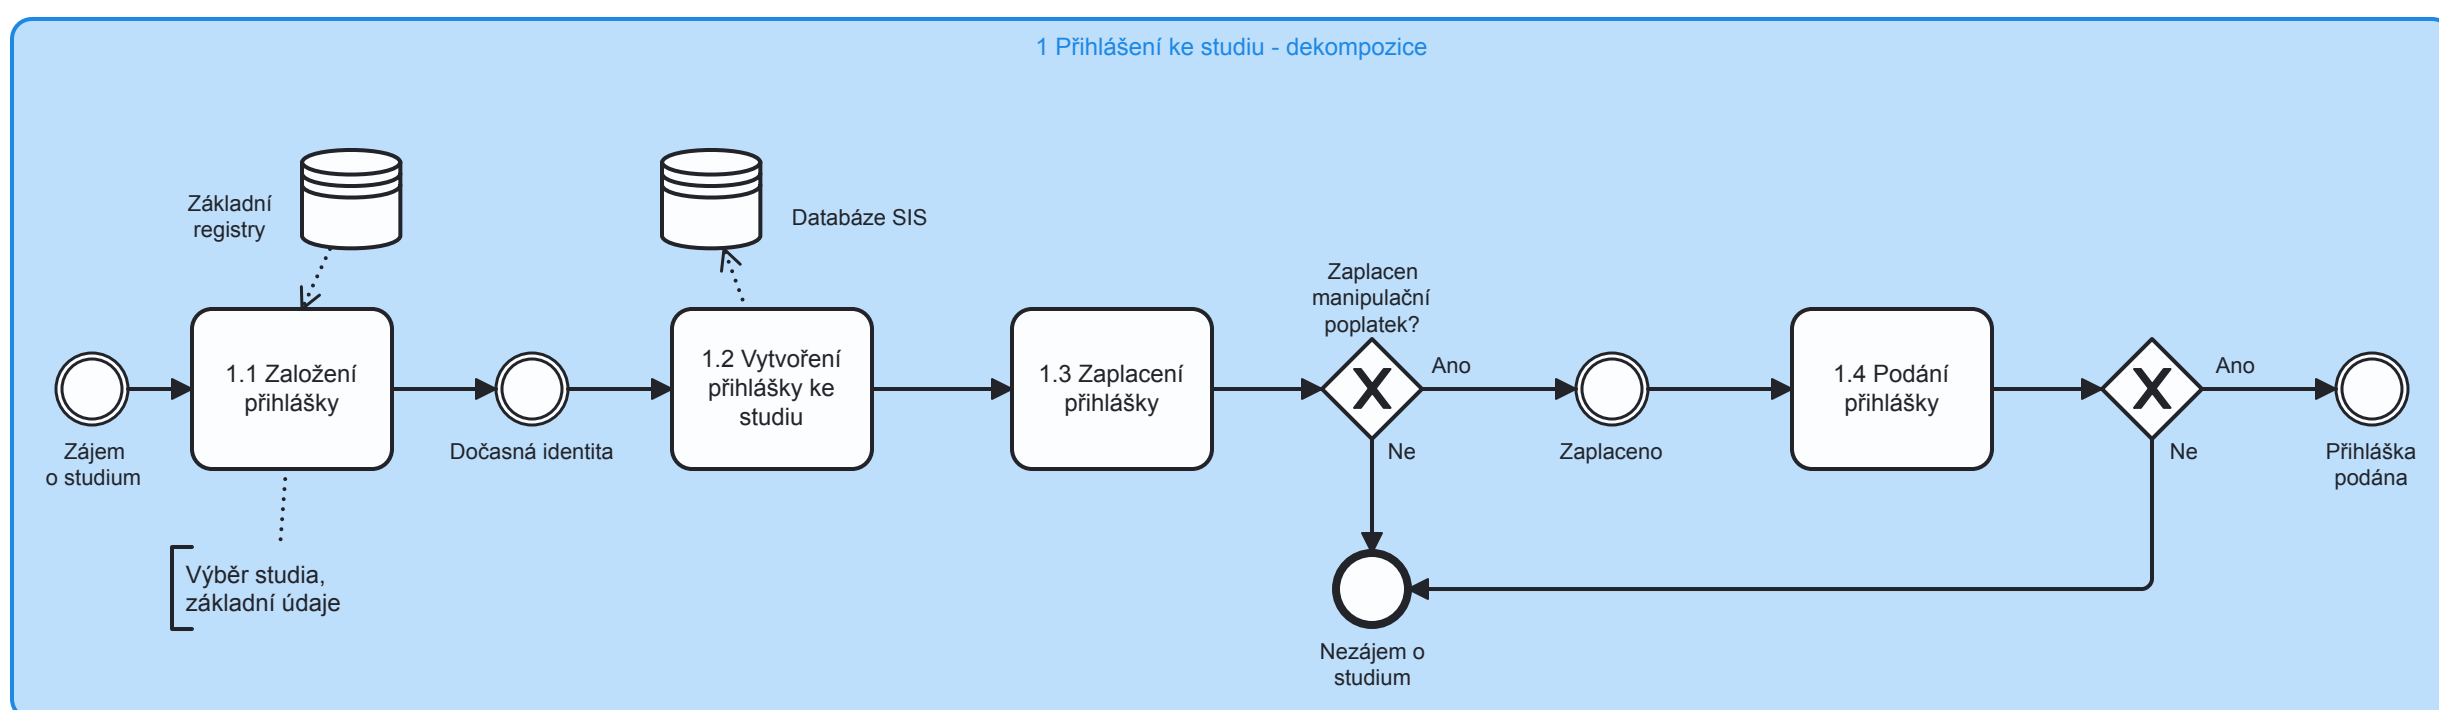 1 Přihlášení ke studiu - dekompozice
Základní
registry
Databáze SIS
Zájem
o studium
1.1 Založení
přihlášky
Výběr studia,
základní údaje
Dočasná identita
1.2 Vytvoření
přihlášky ke
studiu
1.3 Zaplacení
přihlášky
Zaplacen
manipulační
poplatek?
Ano
Ne
Nezájem o
studium
Zaplaceno
1.4 Podání
přihlášky
Ano
Ne
Přihláška
podána